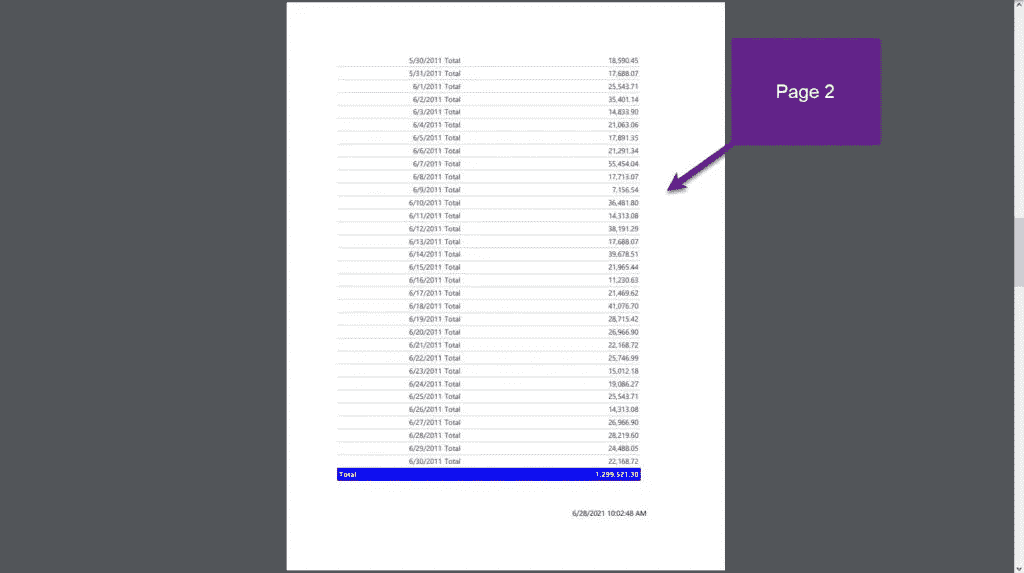 5/30/2011 Total 18,590.45
5/31/2011 Total 17,688.07
6/1/2011 Total 25,543.71
6/2/2011 Total 35,401.14
6/3/2011 Total 14,833.90
6/4/2011 Total 21,063.06
6/5/2011 Total 17,891.35
6/6/2011 Total 21,291.34
6/7/2011 Total 55,454.04
6/8/2011 Total 17,713.07
6/9/2011 Total 7,156.54
6/10/2011 Total 36,481.80
6/11/2011 Total 14,313.08
6/12/2011 Total 38,191.29
6/13/2011 Total 17,688.07
6/14/2011 Total 39,678.51
6/15/2011 Total 21,965.44
6/16/2011 Total 11,230.63
6/17/2011 Total 21,469.62
6/18/2011 Total 41,076.70
6/19/2011 Total 28,715.42
6/20/2011 Total 26,966.90
6/21/2011 Total 22,168.72
6/22/2011 Total 25,746.99
6/23/2011 Total 15,012.18
6/24/2011 Total 19,086.27
6/25/2011 Total 25,543.71
6/26/2011 Total 14,313.08
6/27/2011 Total 26,966.90
6/28/2011 Total 28,219.60
6/29/2011 Total 24,488.05
6/30/2011 Total 22,168.72
Total 1,299,521.30
6/28/2021 10:02:48 AM
Page 2